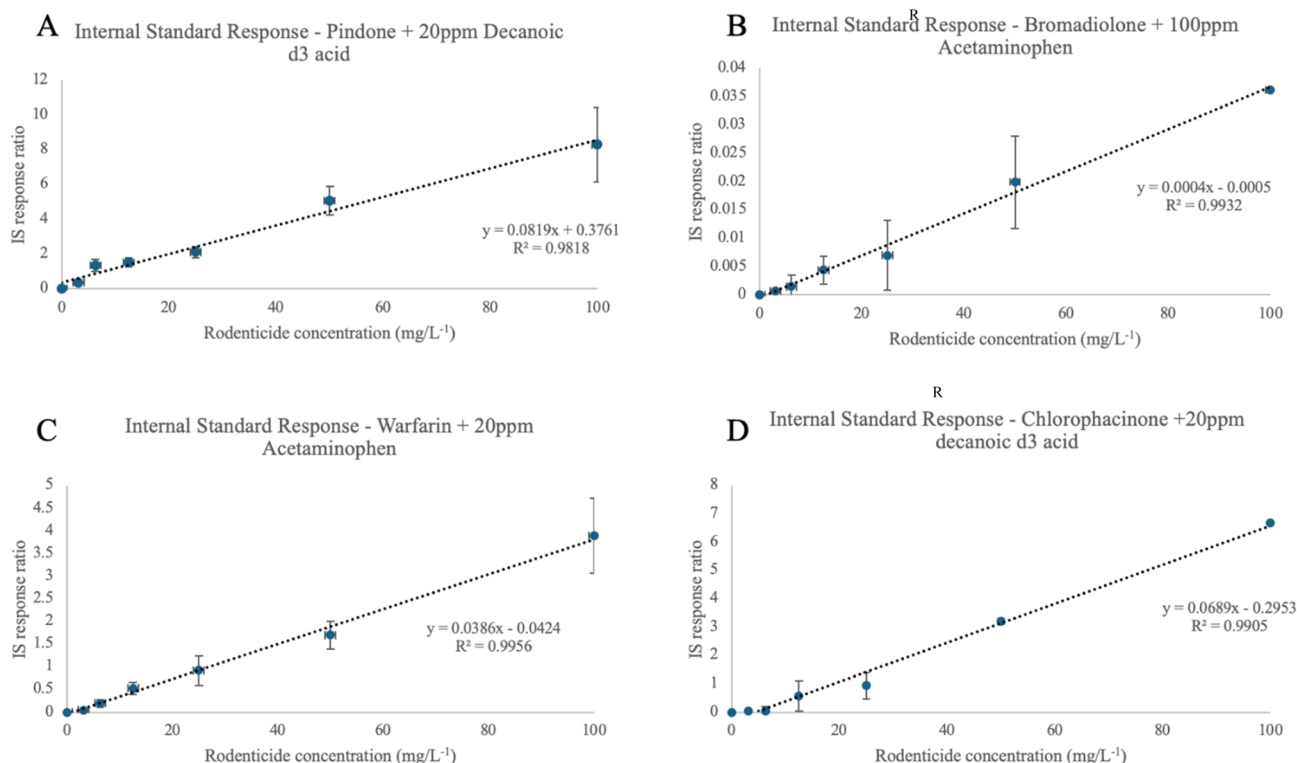 A
Internal Standard Response - Pindone + 20ppm Decanoic
d3 acid
12
10
8
6
4
2
0
0
20
40
60
80
100
IS response ratio
y = 0.0819x + 0.3761
R² = 0.9818
Rodenticide concentration (mg/L⁻¹)
R
B
Internal Standard Response - Bromadiolone + 100ppm
Acetaminophen
0.04
0.035
0.03
0.025
0.02
0.015
0.01
0.005
0
0
20
40
60
80
100
IS response ratio
y = 0.0004x - 0.0005
R² = 0.9932
Rodenticide concentration (mg/L⁻¹)
C
Internal Standard Response - Warfarin + 20ppm
Acetaminophen
5
4.5
4
3.5
3
2.5
2
1.5
1
0.5
0
0
20
40
60
80
100
IS response ratio
y = 0.0386x - 0.0424
R² = 0.9956
Rodenticide concentration (mg/L⁻¹)
R
D
Internal Standard Response - Chlorophacinone +20ppm
decanoic d3 acid
8
7
6
5
4
3
2
1
0
0
20
40
60
80
100
IS response ratio
y = 0.0689x - 0.2953
R² = 0.9905
Rodenticide concentration (mg/L⁻¹)